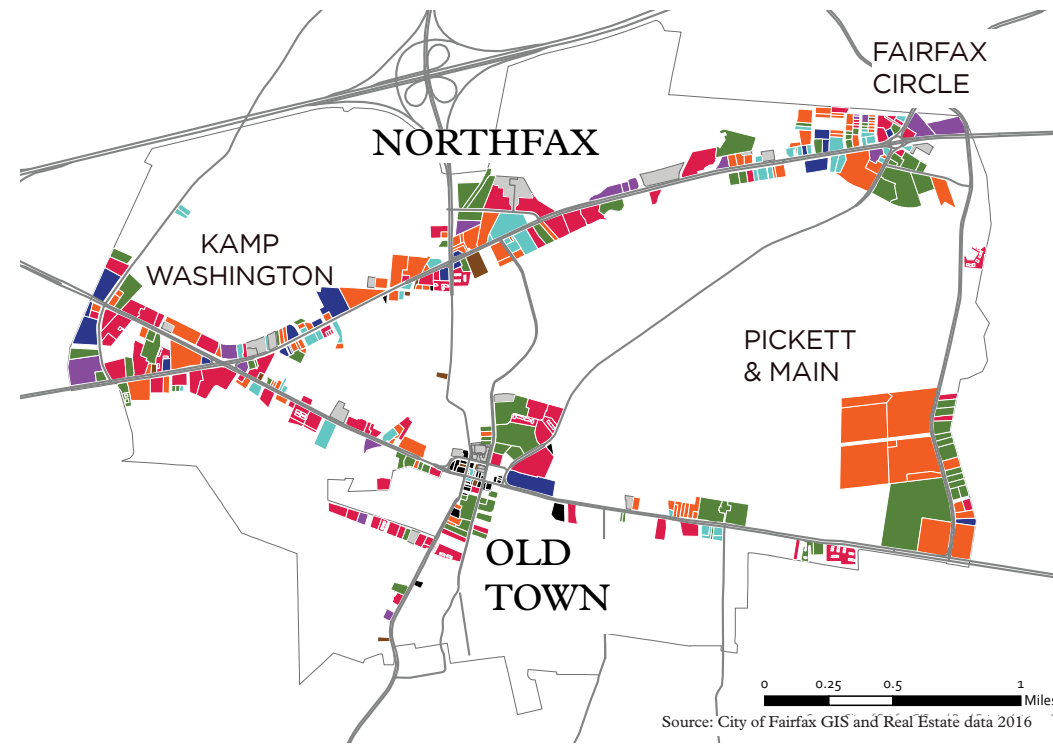 FAIRFAX
CIRCLE
NORTHFAX
KAMP
WASHINGTON
PICKETT
& MAIN
OLD
TOWN
0 0.25 0.5 1
Miles
Source: City of Fairfax GIS and Real Estate data 2016